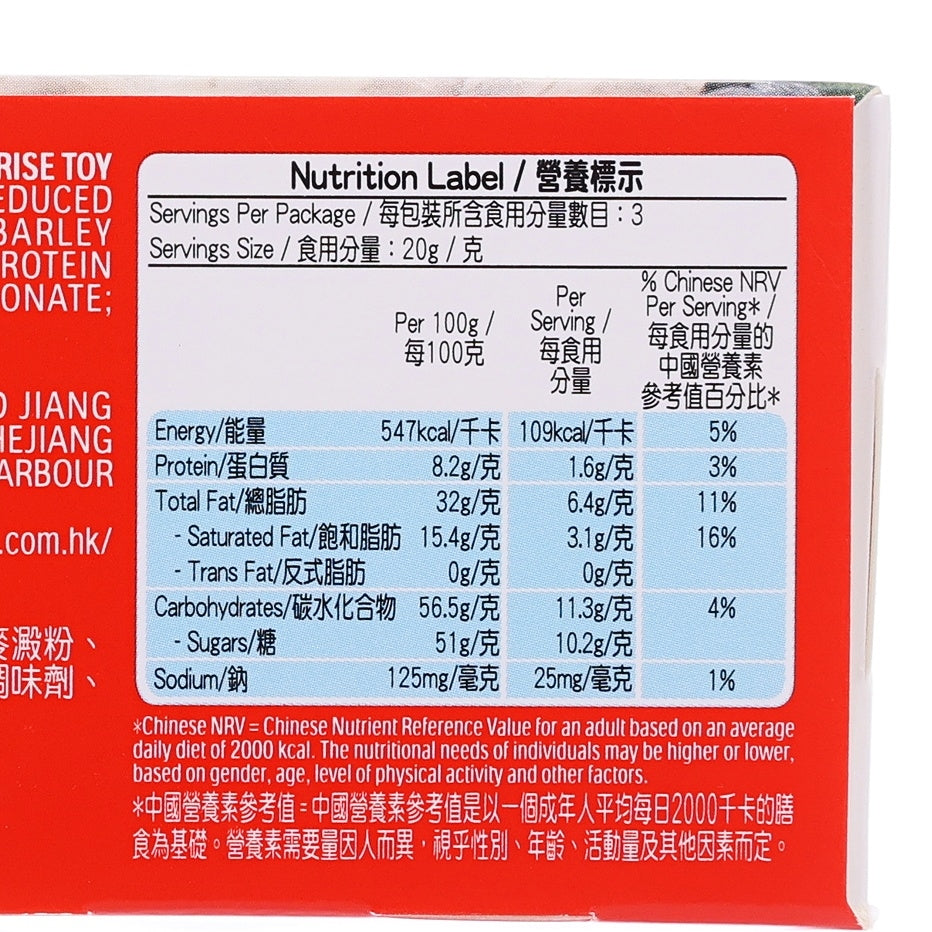 RISE TOY
EDUCED
BARLEY
ROTEIN
ONATE;
O JIANG
HEJIANG
ARBOUR
.com.hk/
麥澱粉、
調味劑、
Nutrition Label / 營養標示
Servings Per Package / 每包裝所含食用分量數目：3
Servings Size / 食用分量：20g / 克
Per 100g /
每100克
Per
Serving /
每食用
分量
% Chinese NRV
Per Serving* /
每食用分量的
中國營養素
參考值百分比*
Energy/能量 547kcal/千卡 109kcal/千卡 5%
Protein/蛋白質 8.2g/克 1.6g/克 3%
Total Fat/總脂肪 32g/克 6.4g/克 11%
- Saturated Fat/飽和脂肪 15.4g/克 3.1g/克 16%
- Trans Fat/反式脂肪 0g/克 0g/克
Carbohydrates/碳水化合物 56.5g/克 11.3g/克 4%
- Sugars/糖 51g/克 10.2g/克
Sodium/鈉 125mg/毫克 25mg/毫克 1%
*Chinese NRV = Chinese Nutrient Reference Value for an adult based on an average
daily diet of 2000 kcal. The nutritional needs of individuals may be higher or lower,
based on gender, age, level of physical activity and other factors.
*中國營養素參考值 = 中國營養素參考值是以一個成年人平均每日2000千卡的膳
食為基礎。營養素需要量因人而異，視乎性別、年齡、活動量及其他因素而定。